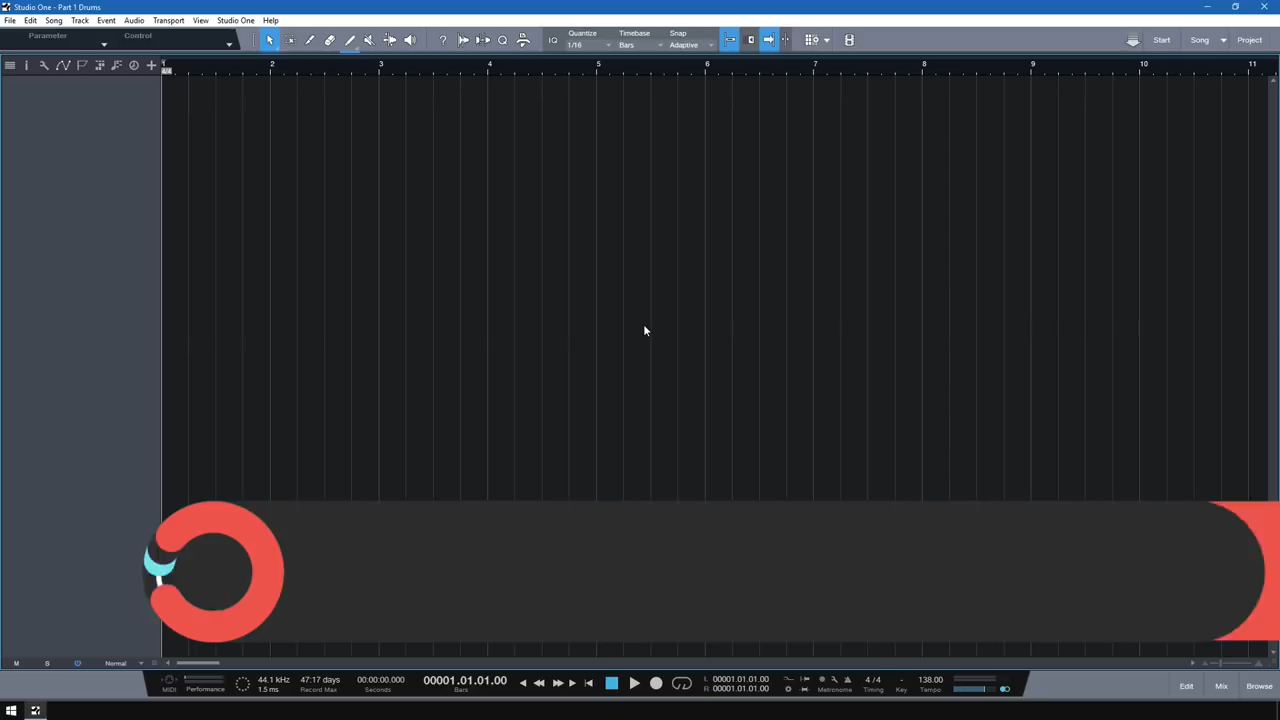 Studio One - Part 1 Drums
File Edit Song Track Event Transport Audio View Studio One Help
Parameter Control
IQ Quantize 1/16 Timebase Bars Snap Adaptive
Start Song Project
1 2 3 4 5 6 7 8 9 10 11
4/4
M S Normal
MIDI Performance
44.1 kHz
1.5 ms
47:17 days
Record Max
00:00:00.000
Seconds
00001.01.01.00
Bars
L 00001.01.01.00
R 00001.01.01.00
Metronome
4 / 4
Timing
-
Key
138.00
Tempo
Edit Mix Browse